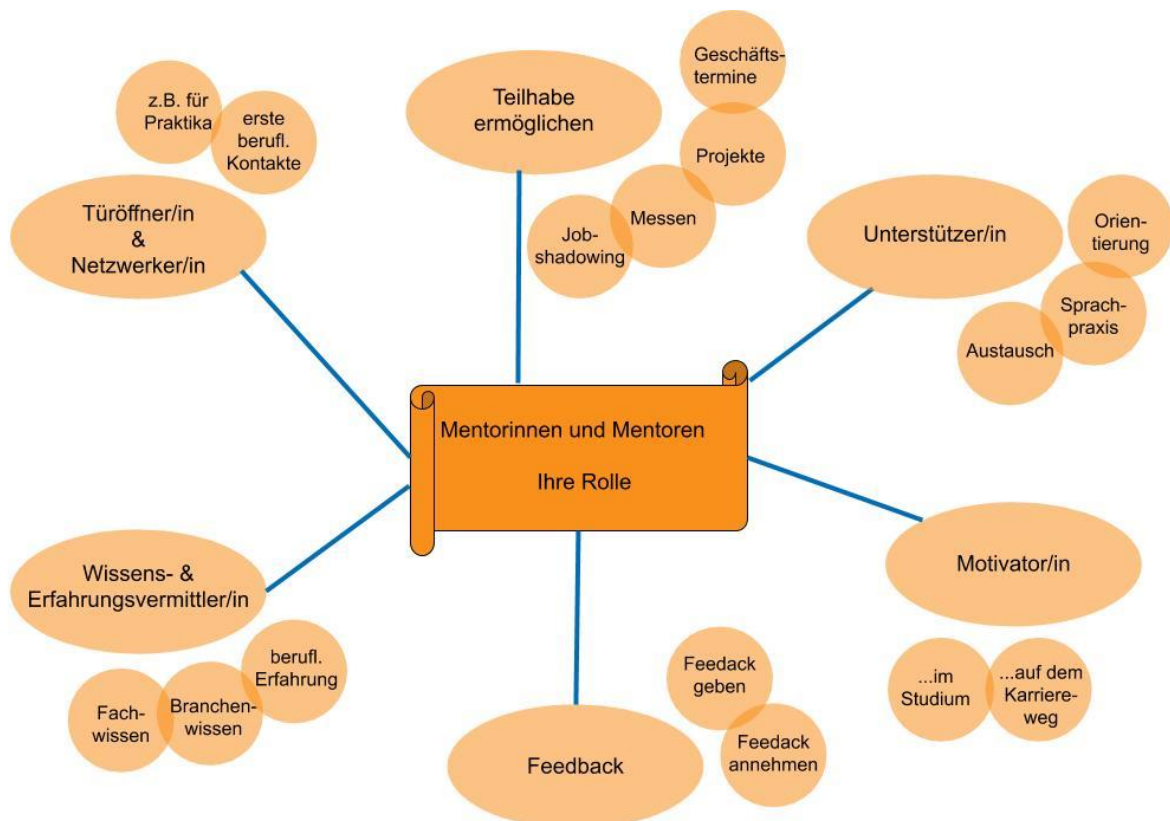 Mentorinnen und Mentoren
Ihre Rolle
Türöffner/in
&
Netzwerker/in
z.B. für
Praktika
erste
berufl.
Kontakte
Teilhabe
ermöglichen
Geschäfts-
termine
Projekte
Messen
Job-
shadowing
Unterstützer/in
Orien-
tierung
Sprach-
praxis
Austausch
Motivator/in
...im
Studium
...auf dem
Karriere-
weg
Feedback
Feedack
geben
Feedack
annehmen
Wissens- &
Erfahrungsvermittler/in
berufl.
Erfahrung
Branchen-
wissen
Fach-
wissen